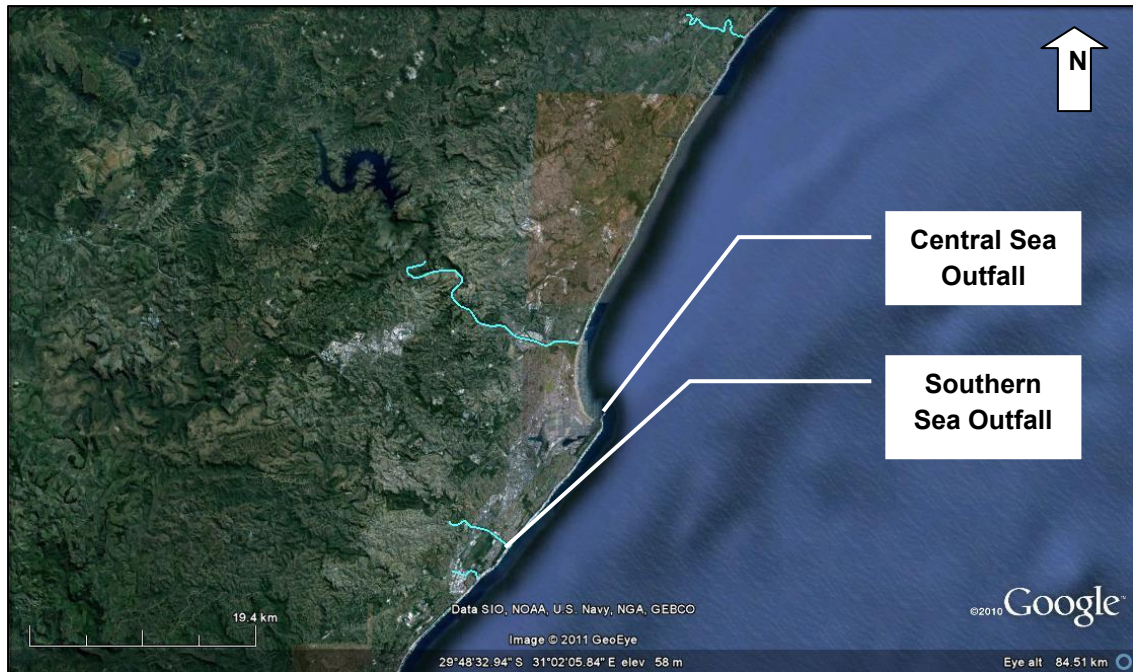 N
Central Sea
Outfall
Southern
Sea Outfall
19.4 km
Data SIO, NOAA, U.S. Navy, NGA, GEBCO
©2010 Google™
Image © 2011 GeoEye
29°48'32.94" S 31°02'05.84" E elev 58 m
Eye alt 84.51 km